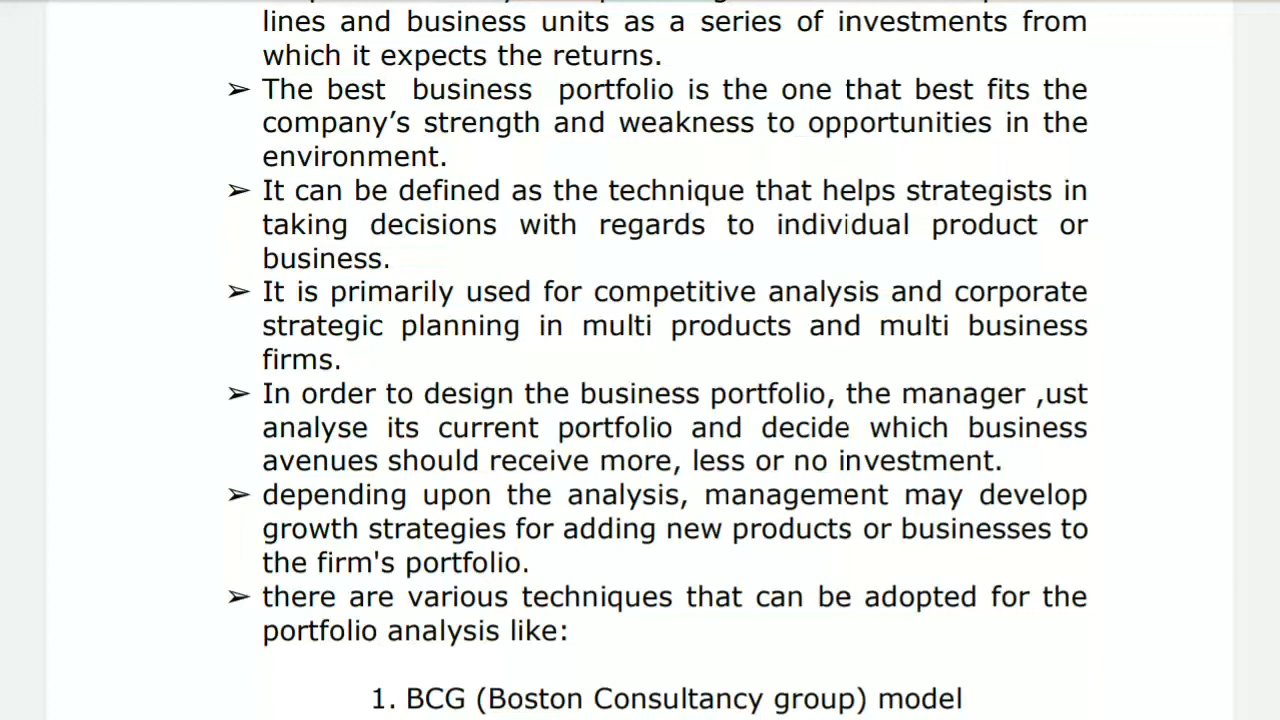 lines and business units as a series of investments from
which it expects the returns.
➢ The best business portfolio is the one that best fits the
company’s strength and weakness to opportunities in the
environment.
➢ It can be defined as the technique that helps strategists in
taking decisions with regards to individual product or
business.
➢ It is primarily used for competitive analysis and corporate
strategic planning in multi products and multi business
firms.
➢ In order to design the business portfolio, the manager ,ust
analyse its current portfolio and decide which business
avenues should receive more, less or no investment.
➢ depending upon the analysis, management may develop
growth strategies for adding new products or businesses to
the firm's portfolio.
➢ there are various techniques that can be adopted for the
portfolio analysis like:
1. BCG (Boston Consultancy group) model